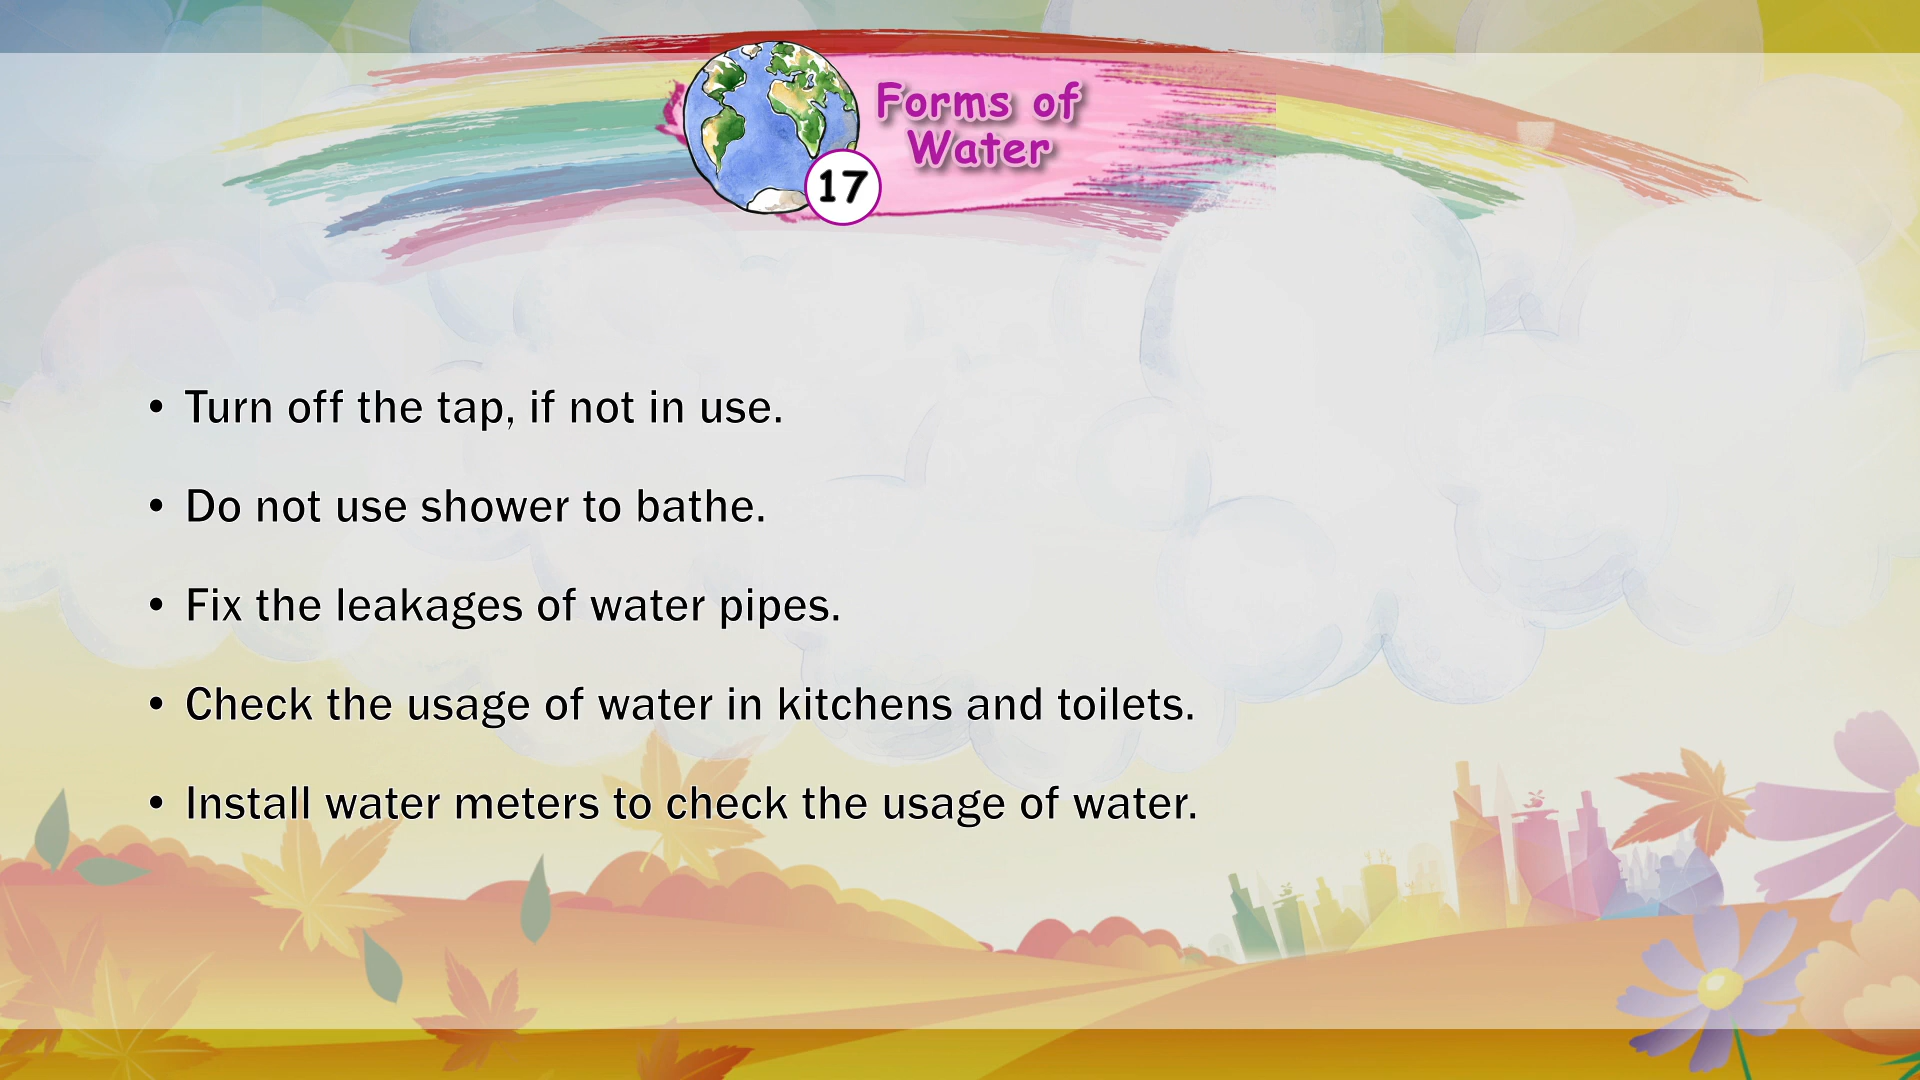 Forms of
Water
17
• Turn off the tap, if not in use.
• Do not use shower to bathe.
• Fix the leakages of water pipes.
• Check the usage of water in kitchens and toilets.
• Install water meters to check the usage of water.